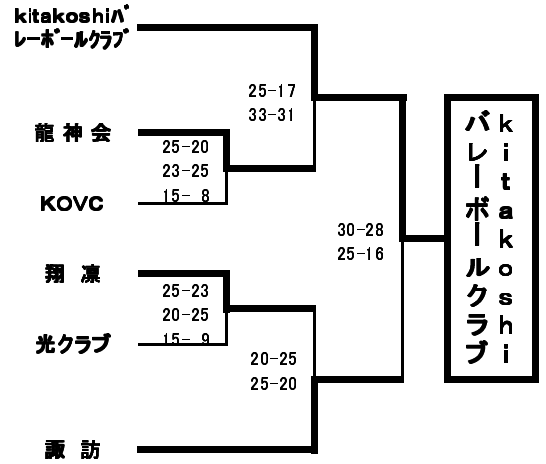 kitakoshiﾊﾞ
ﾚｰﾎﾞｰﾙｸﾗﾌﾞ
25-17
33-31
龍神会
25-20
23-25
15- 8
KOVC
30-28
25-16
kitakoshi
バレーボールクラブ
翔 凜
25-23
20-25
15- 9
光クラブ
20-25
25-20
諏 訪